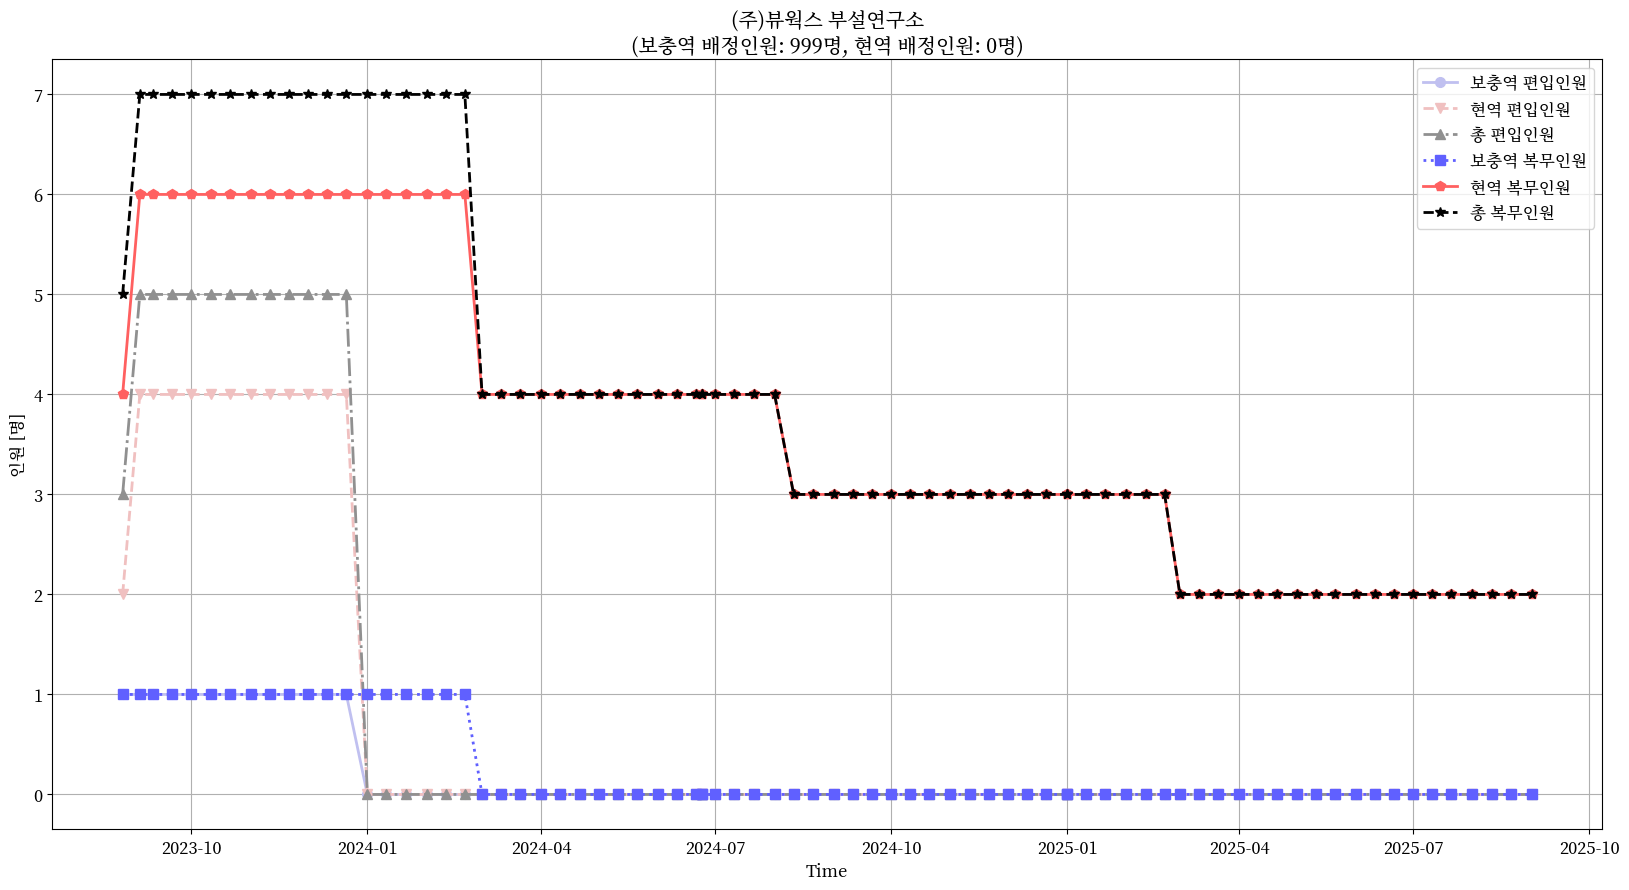 (주)뷰웍스 부설연구소
(보충역 배정인원: 999명, 현역 배정인원: 0명)
보충역 편입인원
현역 편입인원
총 편입인원
보충역 복무인원
현역 복무인원
총 복무인원
인원 [명]
7
6
5
4
3
2
1
0
2023-10
2024-01
2024-04
2024-07
2024-10
2025-01
2025-04
2025-07
2025-10
Time